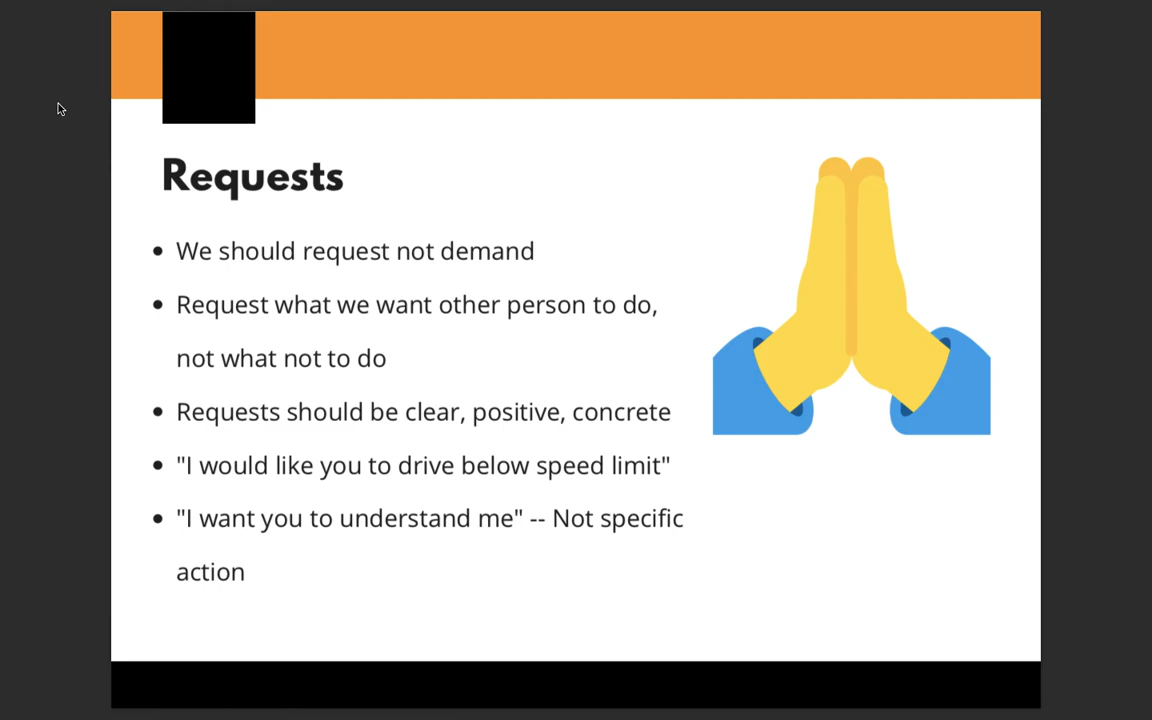 Requests
• We should request not demand
• Request what we want other person to do,
not what not to do
• Requests should be clear, positive, concrete
• "I would like you to drive below speed limit"
• "I want you to understand me" -- Not specific
action